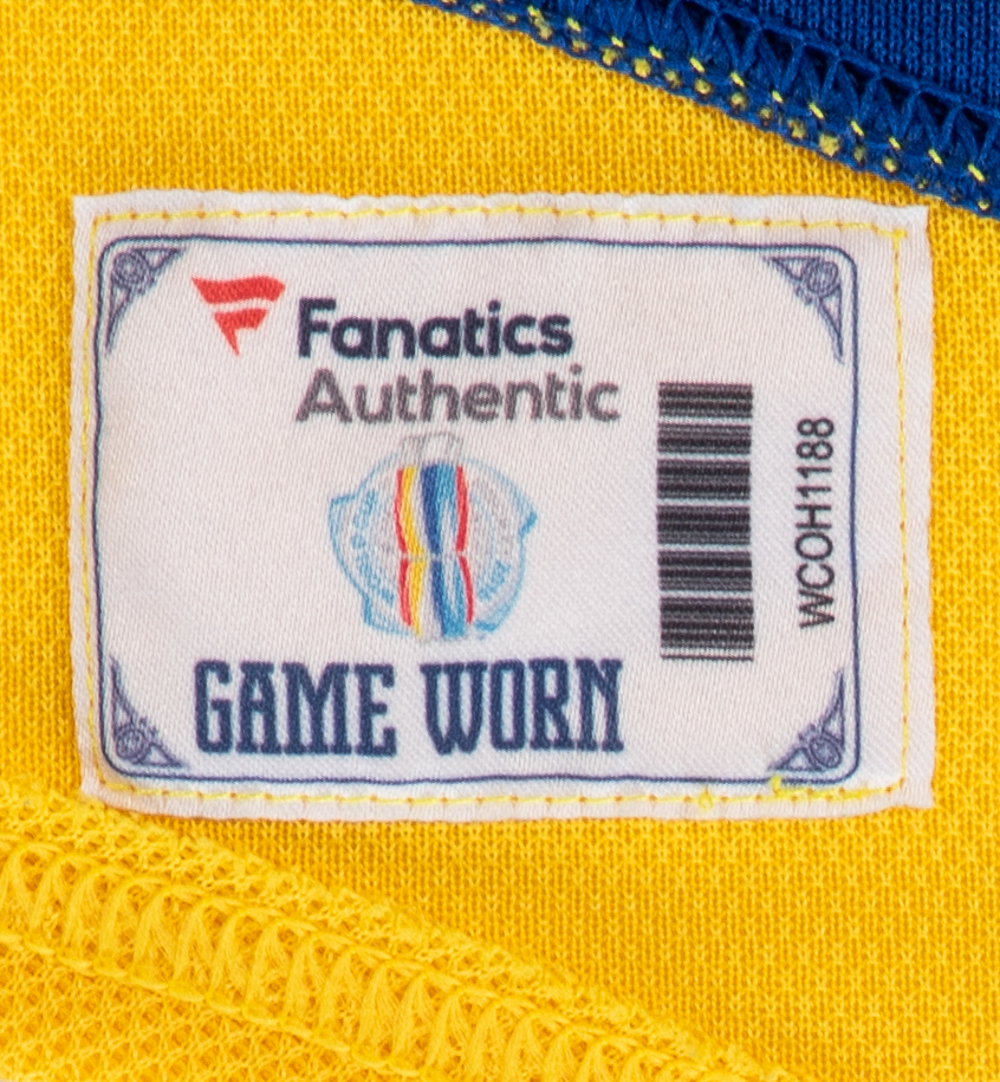 Fanatics
Authentic
GAME WORN
WCOH1188